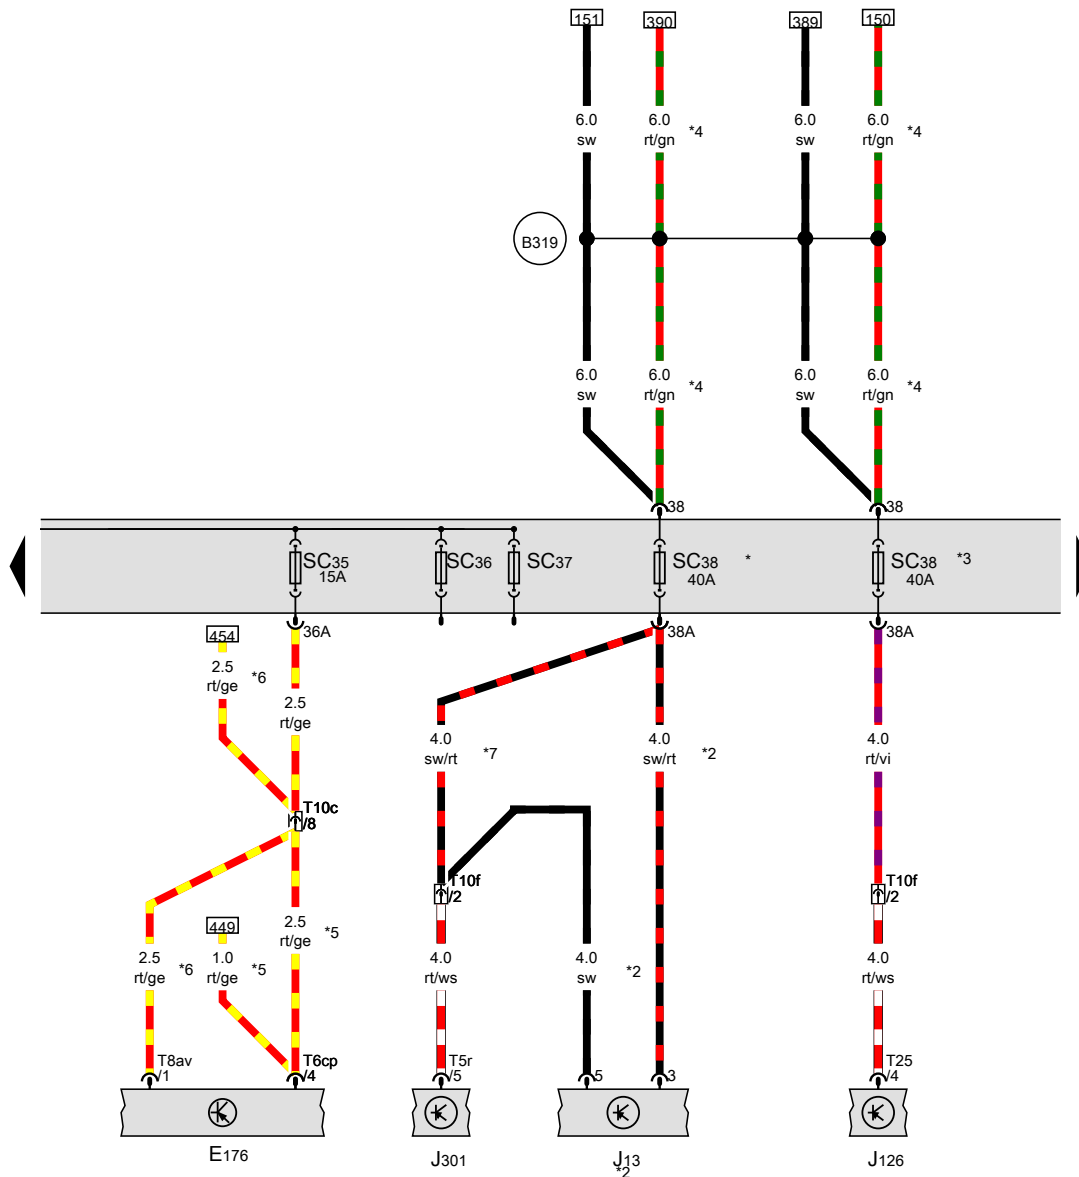 151 390 389 150
6.0 6.0 6.0 6.0
sw rt/gn *4 sw rt/gn *4
B319
6.0 6.0 6.0 6.0
sw rt/gn *4 sw rt/gn *4
38 38
SC35 SC36 SC37 SC38 * SC38 *3
15A 40A 40A
454 36A 38A 38A
2.5
rt/ge *6
2.5
rt/ge
4.0 4.0 4.0
sw/rt *7 sw/rt *2 rt/vi
T10c
/8
T10f T10f
/2 /2
449 2.5
rt/ge *5
2.5 1.0 4.0 4.0 4.0
rt/ge *6 rt/ge *5 rt/ws sw *2 rt/ws
T8av T6cp T5r T25
/1 /4 /5 5 3 /4
E176 J301 J13 J126
*2